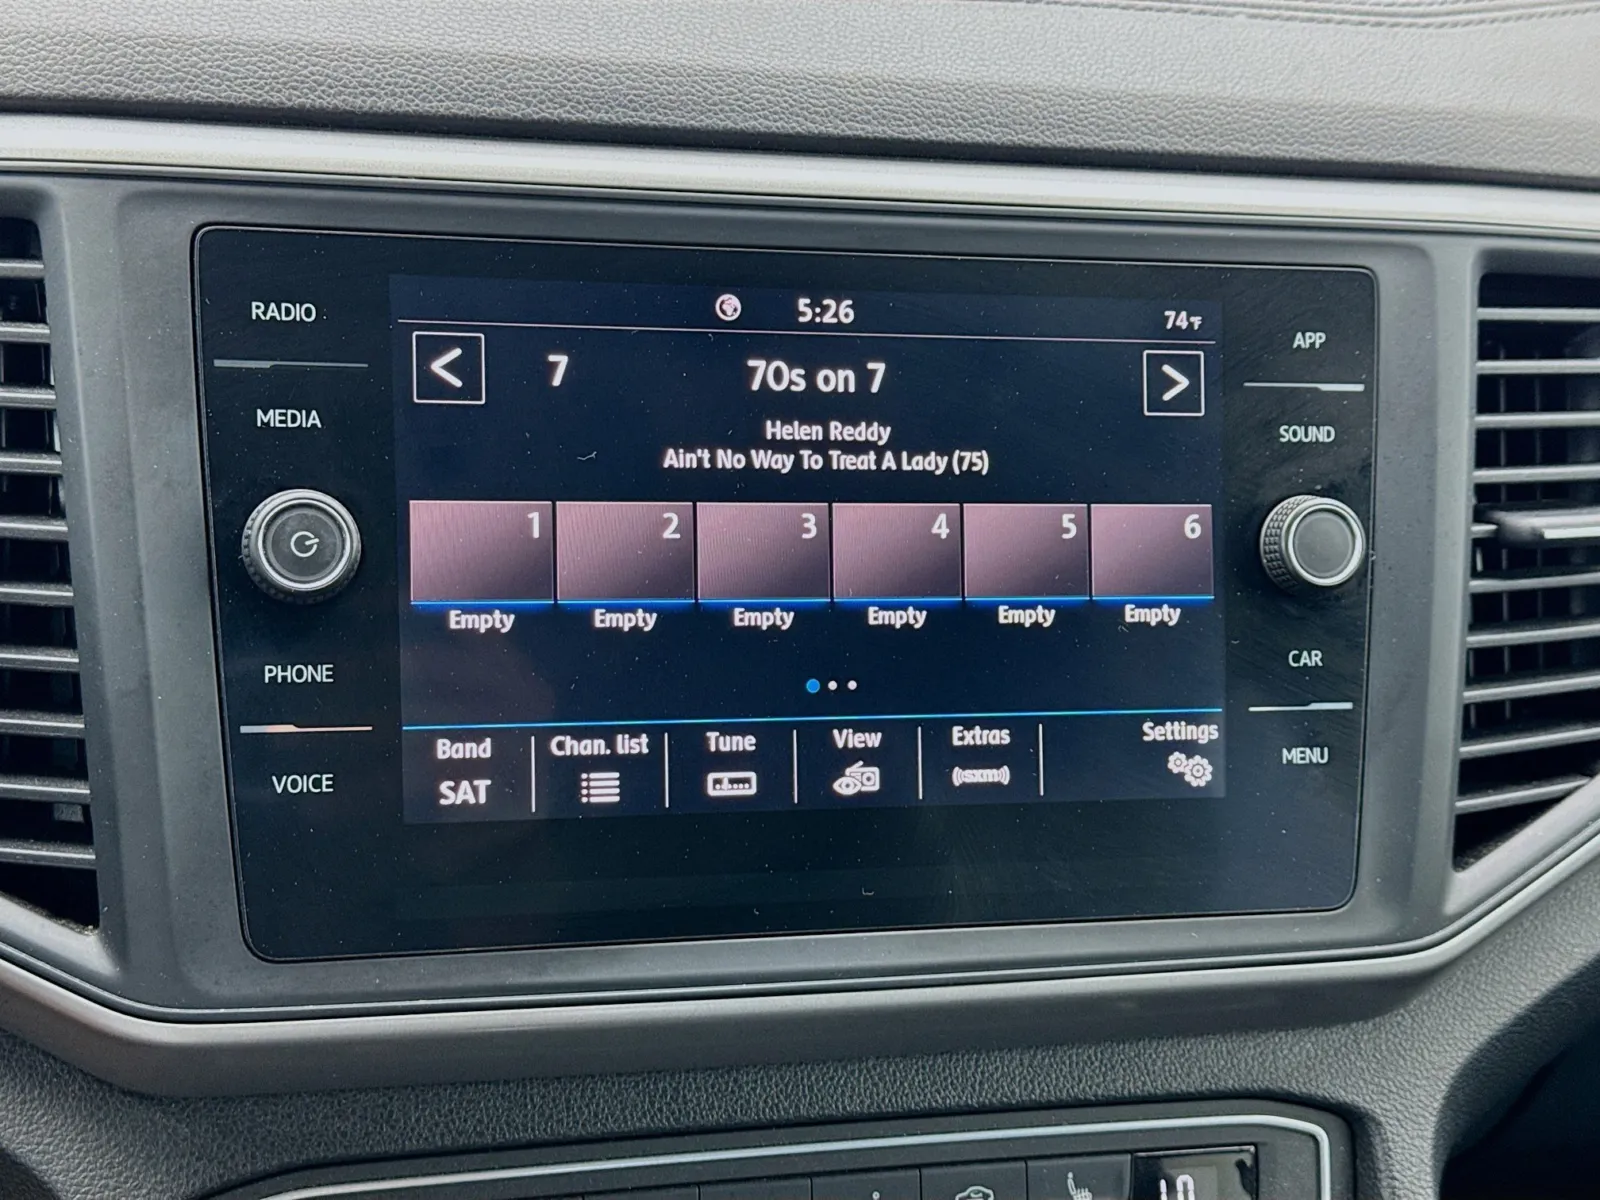 RADIO
MEDIA
PHONE
VOICE
5:26
74°F
<
7
70s on 7
>
Helen Reddy
Ain't No Way To Treat A Lady (75)
1 2 3 4 5 6
Empty Empty Empty Empty Empty Empty
Band Chan. list Tune View Extras Settings
SAT
((sxm))
APP
SOUND
CAR
MENU